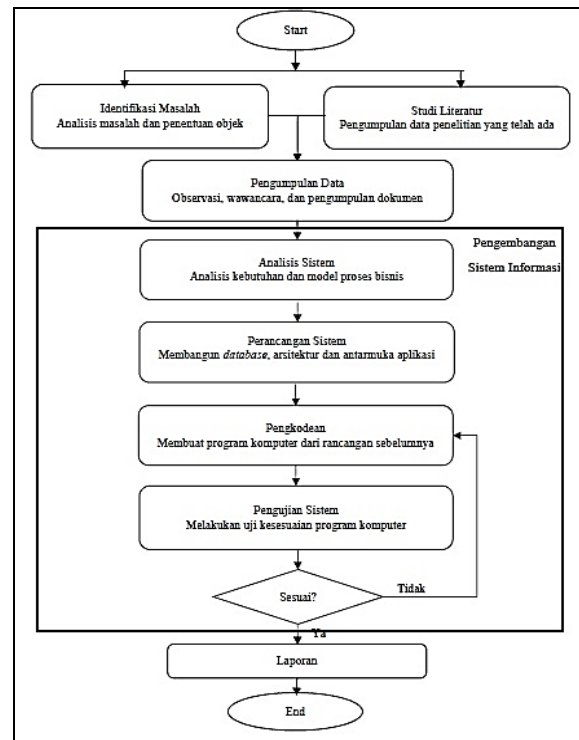 Start
Identifikasi Masalah
Analisis masalah dan penentuan objek
Studi Literatur
Pengumpulan data penelitian yang telah ada
Pengumpulan Data
Observasi, wawancara, dan pengumpulan dokumen
Pengembangan
Sistem Informasi
Analisis Sistem
Analisis kebutuhan dan model proses bisnis
Perancangan Sistem
Membangun database, arsitektur dan antarmuka aplikasi
Pengkodean
Membuat program komputer dari rancangan sebelumnya
Pengujian Sistem
Melakukan uji kesesuaian program komputer
Sesuai?
Tidak
Ya
Laporan
End